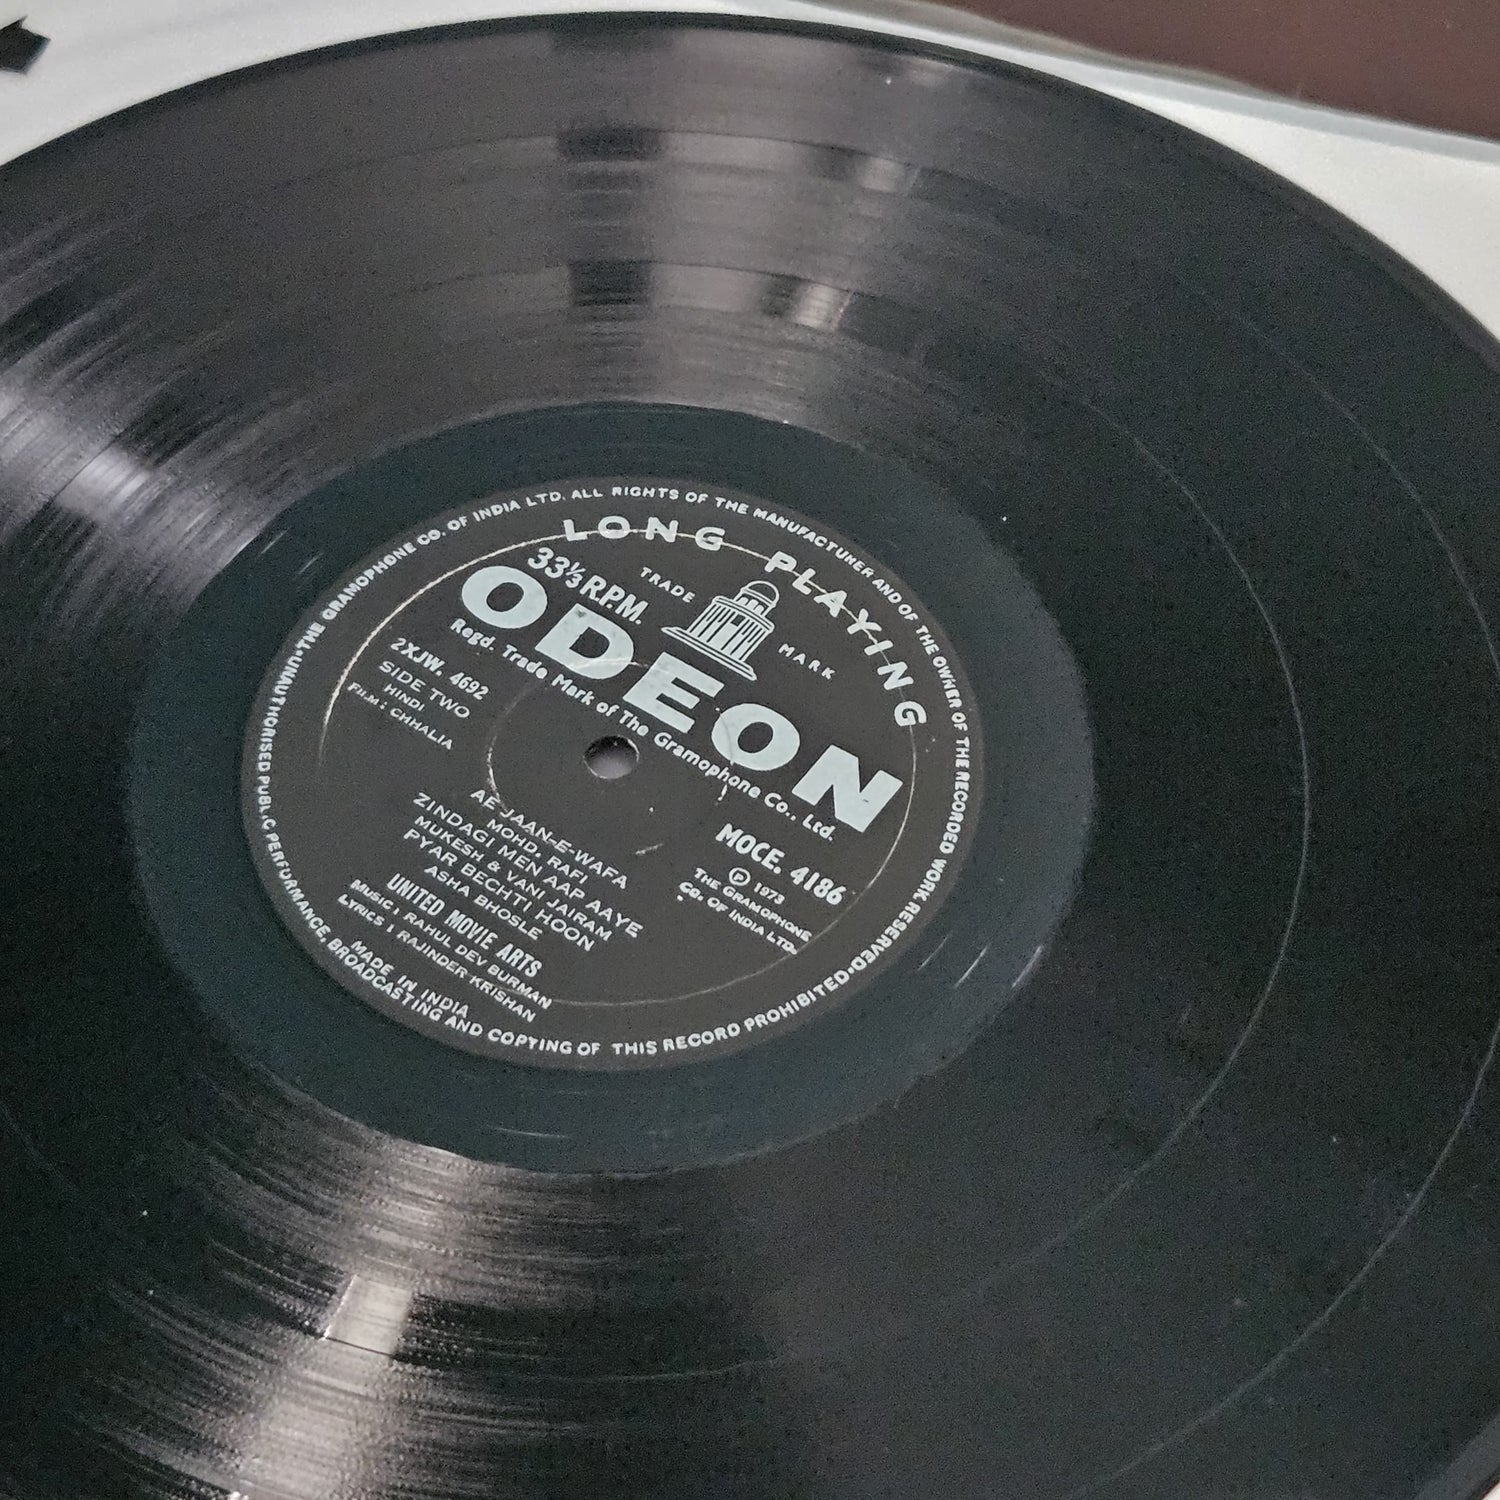 UNAUTHORISED PUBLIC PERFORMANCE, BROADCASTING AND COPYING OF THIS RECORD PROHIBITED•THE GRAMOPHONE CO. OF INDIA LTD. ALL RIGHTS OF THE MANUFACTURER AND OF THE OWNER OF THE RECORDED WORK RESERVED•
LONG PLAYING
33⅓ R.P.M.
TRADE MARK
ODEON
Regd. Trade Mark of The Gramophone Co., Ltd.
2XJW. 4692
SIDE TWO
HINDI
FILM : CHHALIA
MOCE. 4186
Ⓟ 1973
THE GRAMOPHONE
CO. OF INDIA LTD.
AE-JAAN-E-WAFA
MOHD. RAFI
ZINDAGI MEN AAP AAYE
MUKESH & VANI JAIRAM
PYAR BECHTI HOON
ASHA BHOSLE
UNITED MOVIE ARTS
MUSIC : RAHUL DEV BURMAN
LYRICS : RAJINDER KRISHAN
MADE IN INDIA